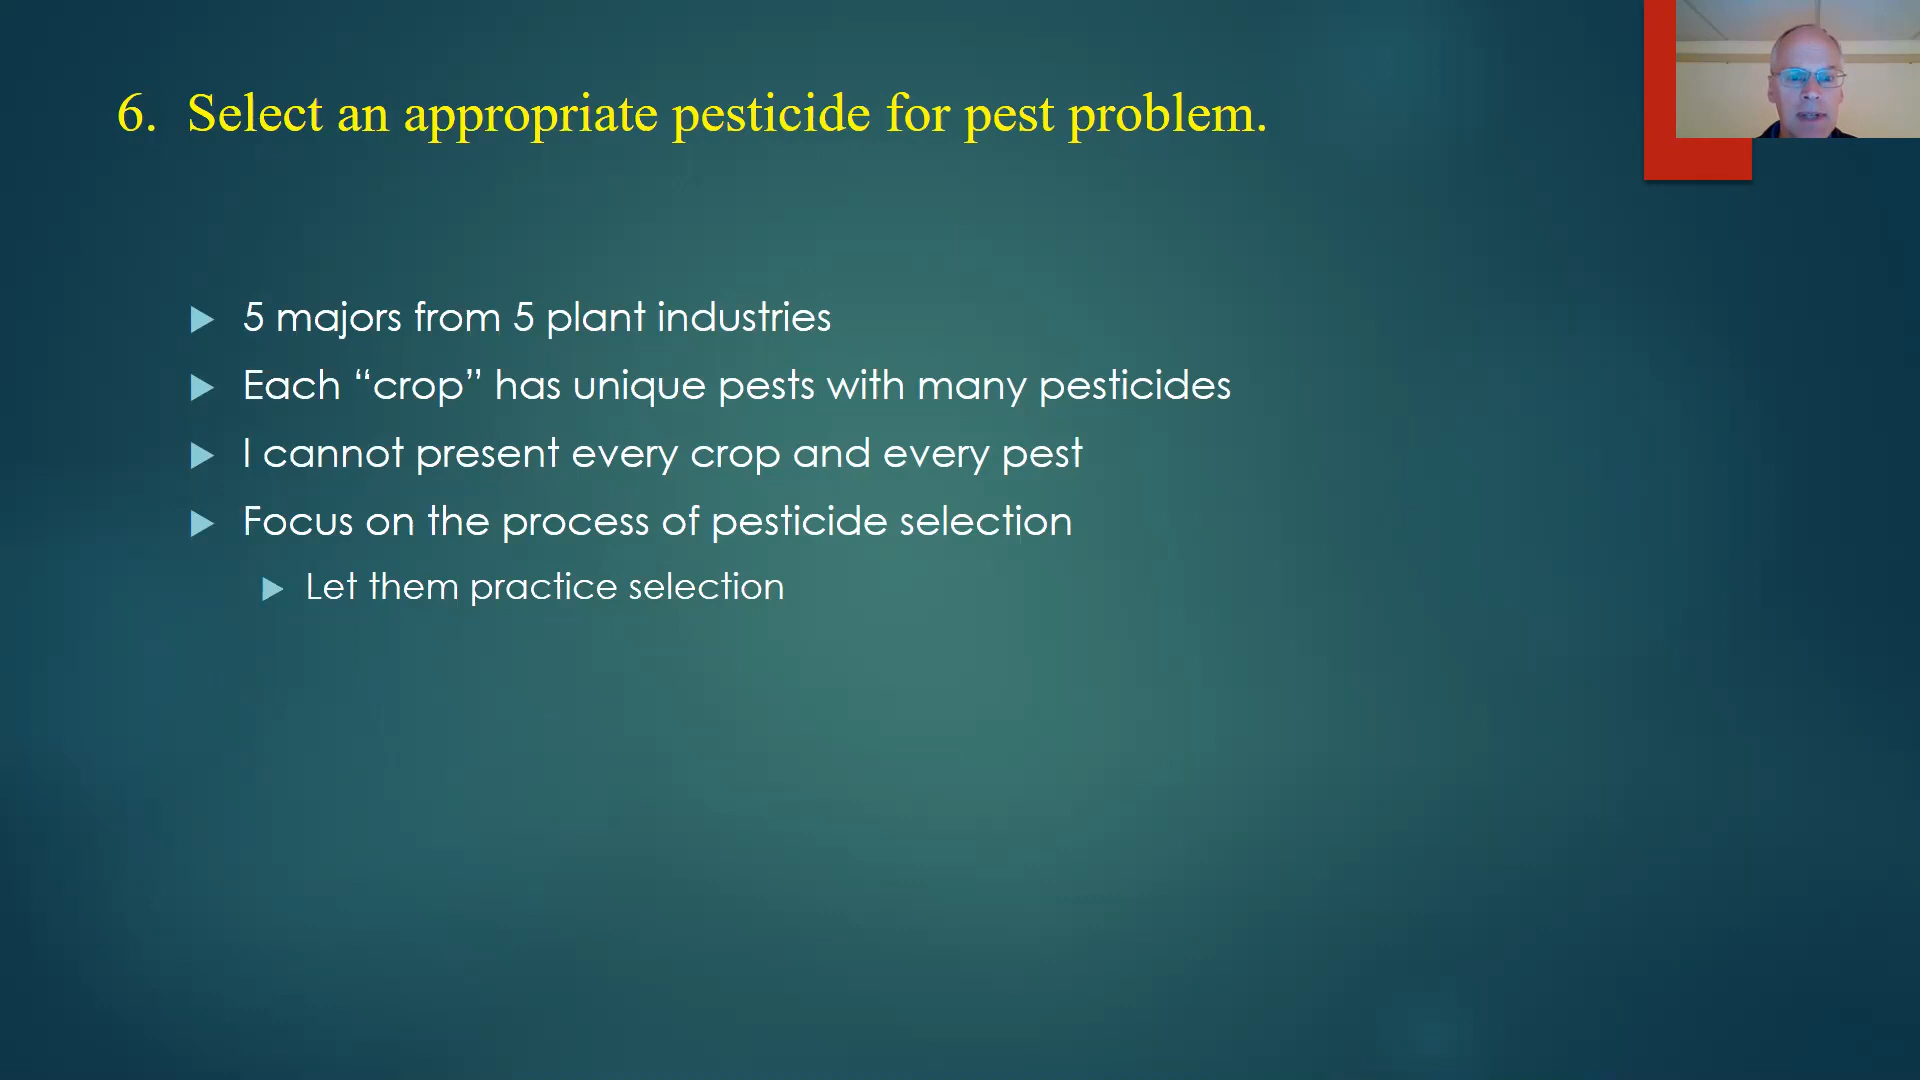 6. Select an appropriate pesticide for pest problem.
5 majors from 5 plant industries
Each “crop” has unique pests with many pesticides
I cannot present every crop and every pest
Focus on the process of pesticide selection
Let them practice selection